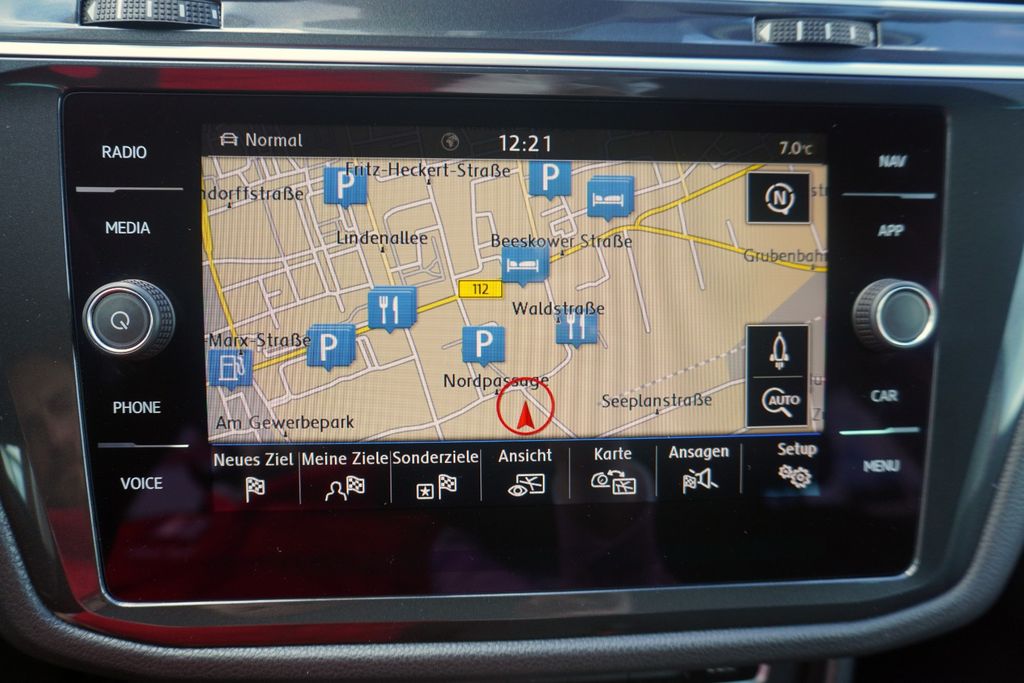 RADIO
MEDIA
PHONE
VOICE
Normal
12:21
7.0°C
Fritz-Heckert-Straße
P
P
ndorffstraße
N
Lindenallee
Beeskower Straße
Grubenbahn
112
Waldstraße
Marx-Straße
P
P
Nordpassage
Seeplanstraße
AUTO
Am Gewerbepark
Neues Ziel
Meine Ziele
Sonderziele
Ansicht
Karte
Ansagen
Setup
NAV
APP
CAR
MENU